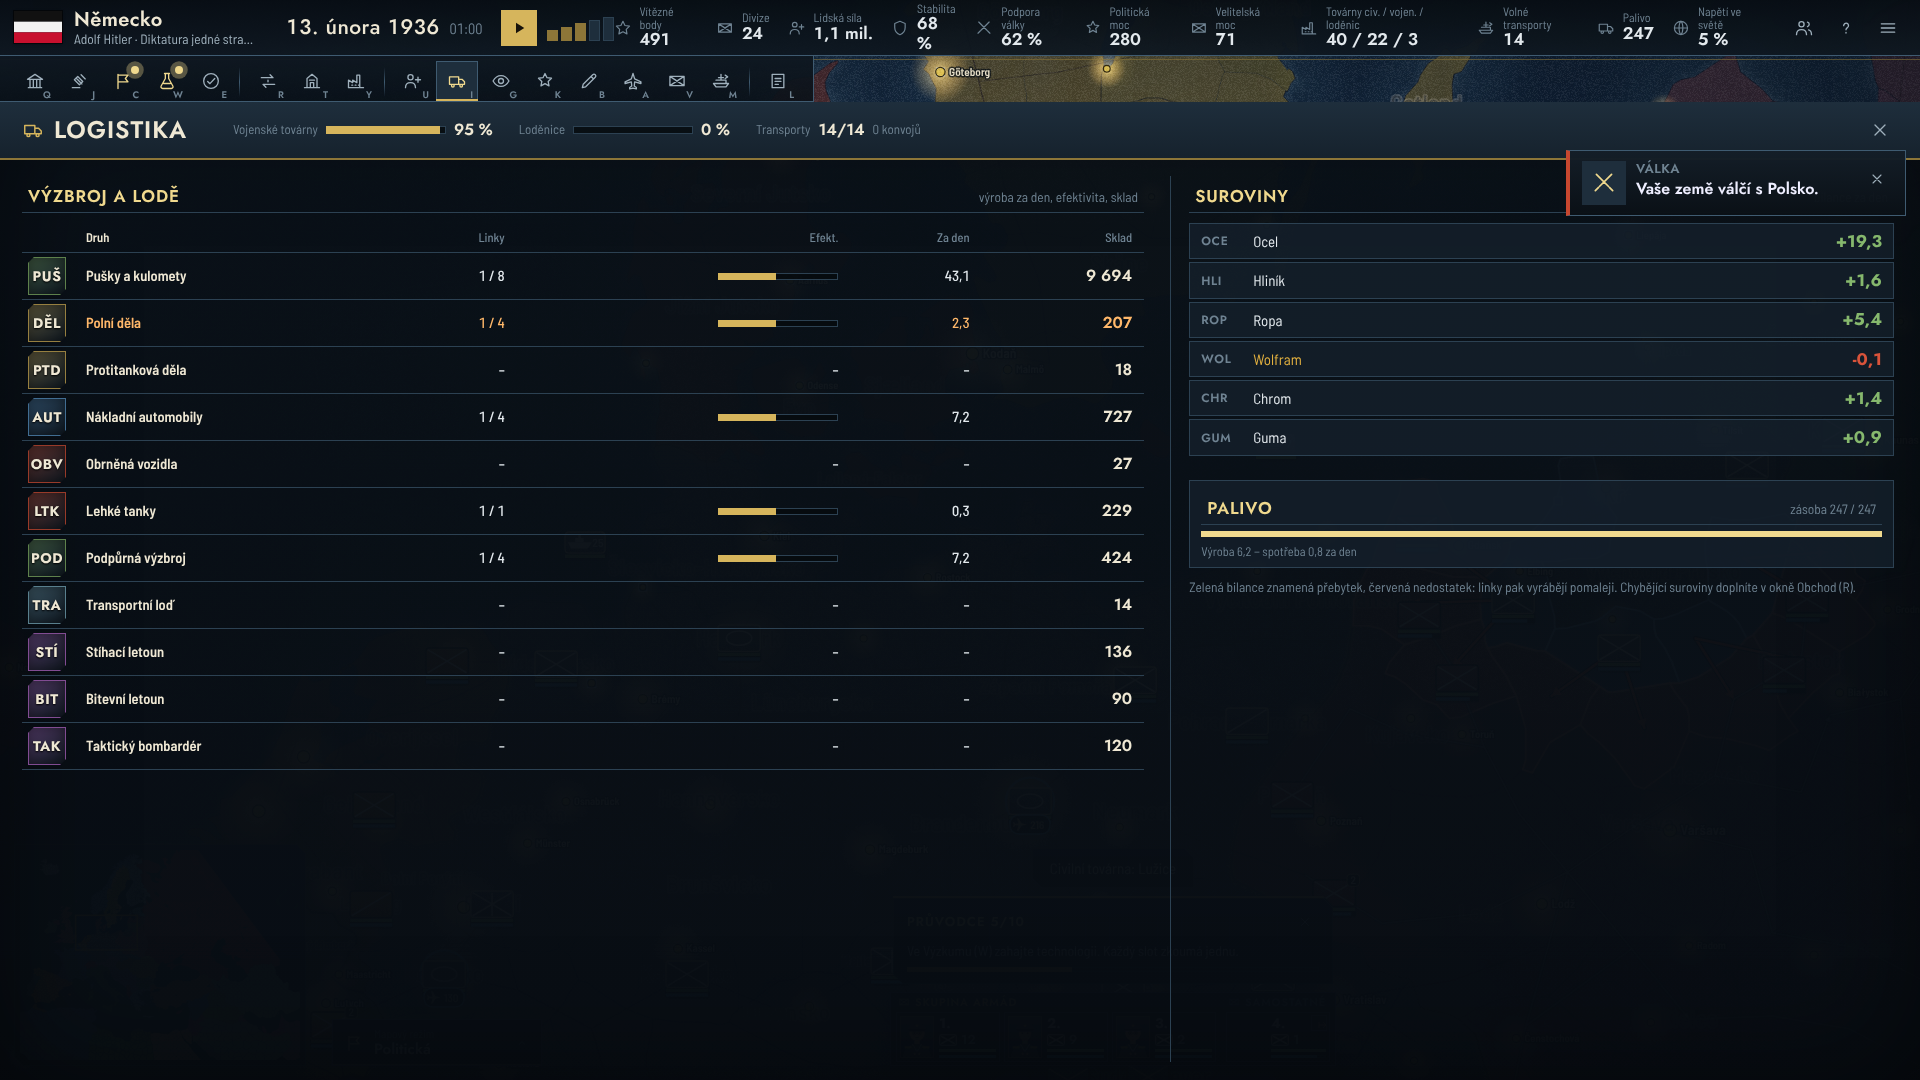 Německo
Adolf Hitler · Diktatura jedné stra...
13. února 1936 01:00
Vítězné body 491
Divize 24
Lidská síla 1,1 mil.
Stabilita 68 %
Podpora války 62 %
Politická moc 280
Velitelská moc 71
Továrny civ. / vojen. / loděnic 40 / 22 / 3
Volné transporty 14
Palivo 247
Napětí ve světě 5 %
?
Q J C W E R T Y U I G K B A V M L
Göteborg
LOGISTIKA
Vojenské továrny 95 %
Loděnice 0 %
Transporty 14/14 0 konvojů
VÁLKA
Vaše země válčí s Polsko.
VÝZBROJ A LODĚ
výroba za den, efektivita, sklad
Druh Linky Efekt. Za den Sklad
PUŠ Pušky a kulomety 1 / 8 43,1 9 694
DĚL Polní děla 1 / 4 2,3 207
PTD Protitanková děla – – – 18
AUT Nákladní automobily 1 / 4 7,2 727
OBV Obrněná vozidla – – – 27
LTK Lehké tanky 1 / 1 0,3 229
POD Podpůrná výzbroj 1 / 4 7,2 424
TRA Transportní loď – – – 14
STÍ Stíhací letoun – – – 136
BIT Bitevní letoun – – – 90
TAK Taktický bombardér – – – 120
SUROVINY
OCE Ocel +19,3
HLI Hliník +1,6
ROP Ropa +5,4
WOL Wolfram -0,1
CHR Chrom +1,4
GUM Guma +0,9
PALIVO
zásoba 247 / 247
Výroba 6,2 − spotřeba 0,8 za den
Zelená bilance znamená přebytek, červená nedostatek: linky pak vyrábějí pomaleji. Chybějící suroviny doplníte v okně Obchod (R).